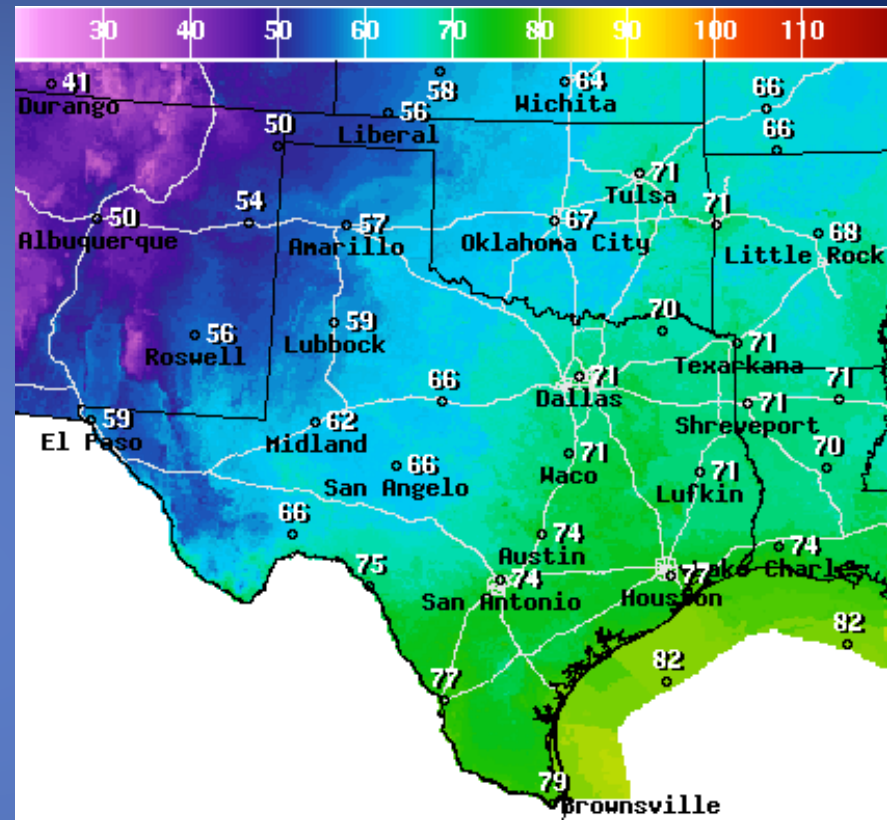 30 40 50 60 70 80 90 100 110
41
Durango
58
64
Wichita
56
Liberal
66
66
50
71
Tulsa
50
Albuquerque
54
57
Amarillo
67
Oklahoma City
71
68
Little Rock
56
Roswell
59
Lubbock
70
71
Texarkana
66
71
Dallas
71
Shreveport
71
59
El Paso
62
Midland
66
San Angelo
71
Waco
71
Lufkin
70
66
74
Austin
74
Lake Charles
75
74
San Antonio
77
Houston
82
82
77
79
Brownsville